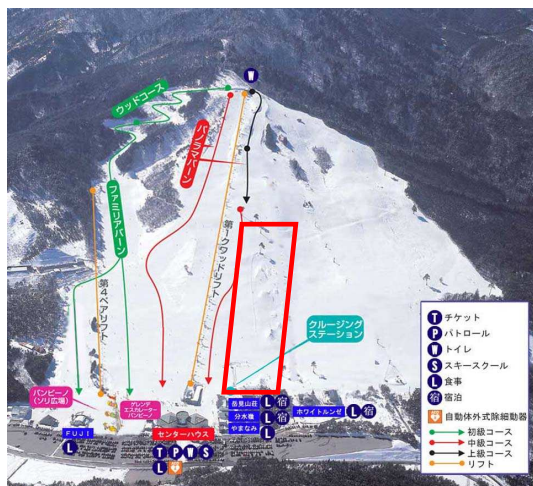 ウッドコース
パノラマバーン
ファミリアバーン
第4ペアリフト
第1クワッドリフト
クルージング
ステーション
バンビーノ
(ソリ広場)
ゲレンデ
エスカレーター
バンビーノ
FUJI
L
センターハウス
T P W S
L
岳見山荘 L 宿
分水嶺 L 宿
やまなみ L
ホワイトルンゼ L 宿
W
T チケット
P パトロール
W トイレ
S スキースクール
L 食事
宿 宿泊
自動体外式除細動器
初級コース
中級コース
上級コース
リフト